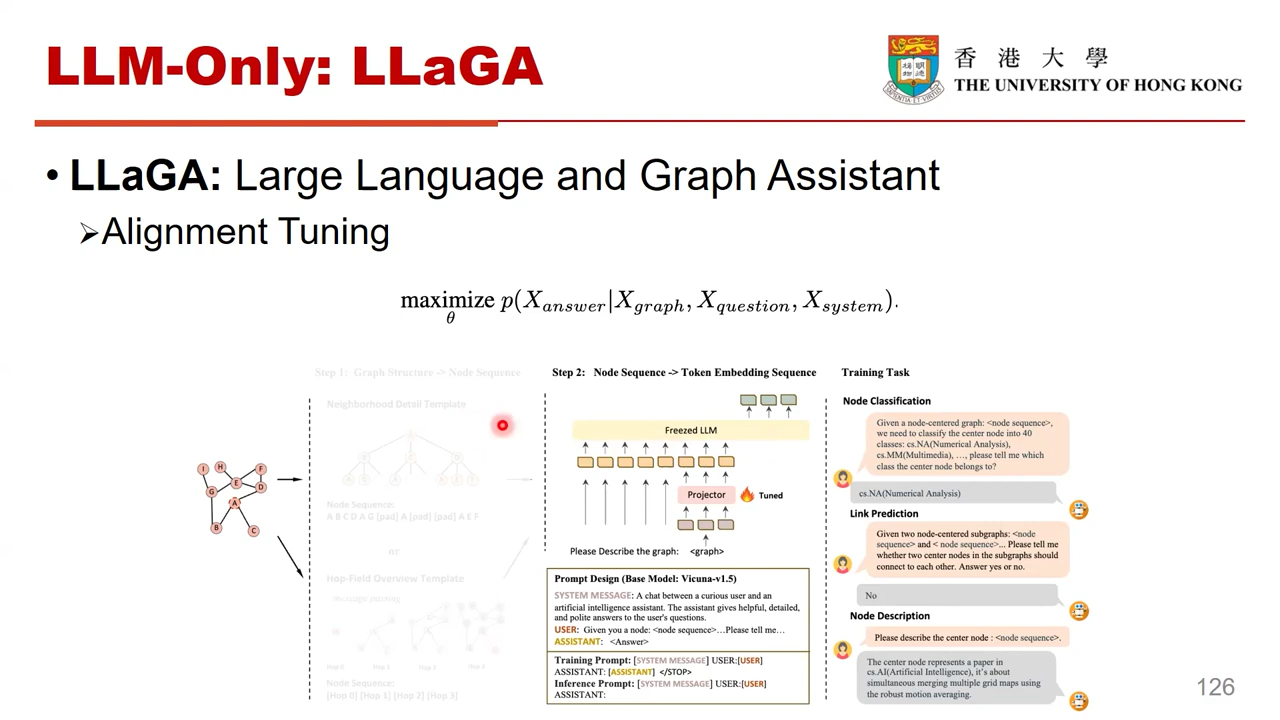 LLM-Only: LLaGA
香港大學
THE UNIVERSITY OF HONG KONG
• LLaGA: Large Language and Graph Assistant
➢Alignment Tuning
maximize p(X_answer|X_graph, X_question, X_system).
θ
Step 1: Graph Structure -> Node Sequence
Neighborhood Detail Template
Node Sequence:
A B C D A G [pad] A [pad] [pad] A E F
or
Hop-Field Overview Template
message passing
Hop 0 Hop 1 Hop 2 Hop 3
Node Sequence:
[Hop 0] [Hop 1] [Hop 2] [Hop 3]
I
H
F
E
G
D
A
B
C
Step 2: Node Sequence -> Token Embedding Sequence
Freezed LLM
Projector
Tuned
Please Describe the graph: <graph>
Prompt Design (Base Model: Vicuna-v1.5)
SYSTEM MESSAGE: A chat between a curious user and an
artificial intelligence assistant. The assistant gives helpful, detailed,
and polite answers to the user's questions.
USER: Given you a node: <node sequence>…Please tell me…
ASSISTANT: <Answer>
Training Prompt: [SYSTEM MESSAGE] USER:[USER]
ASSISTANT: [ASSISTANT] </STOP>
Inference Prompt: [SYSTEM MESSAGE] USER:[USER]
ASSISTANT:
Training Task
Node Classification
Given a node-centered graph: <node sequence>,
we need to classify the center node into 40
classes: cs.NA(Numerical Analysis),
cs.MM(Multimedia), …, please tell me which
class the center node belongs to?
cs.NA(Numerical Analysis)
Link Prediction
Given two node-centered subgraphs: <node
sequence> and < node sequence>... Please tell me
whether two center nodes in the subgraphs should
connect to each other. Answer yes or no.
No
Node Description
Please describe the center node : <node sequence>.
The center node represents a paper in
cs.AI(Artificial Intelligence), it's about
simultaneous merging multiple grid maps using
the robust motion averaging.
126